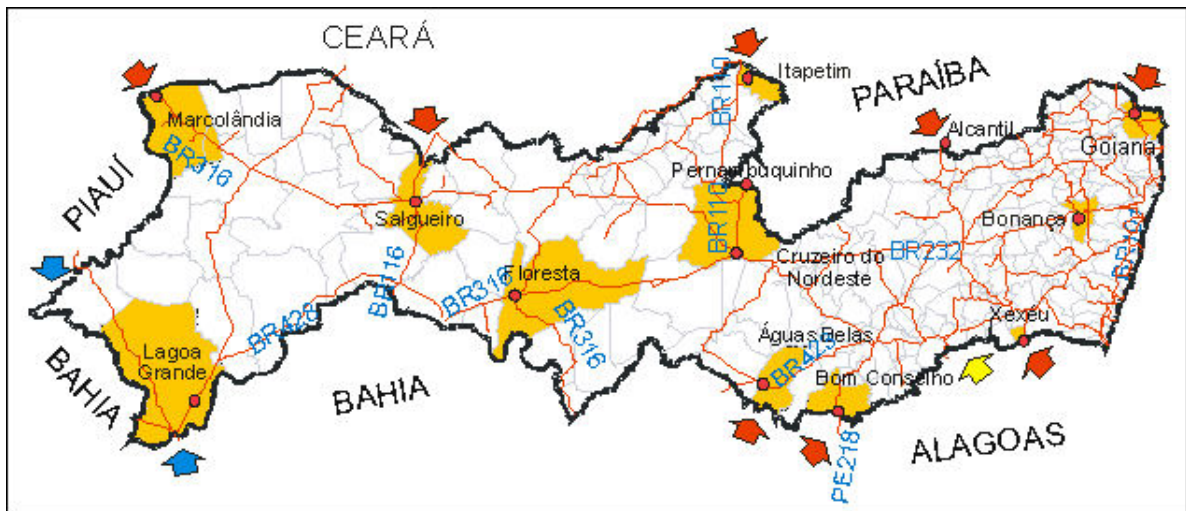 CEARÁ
Itapetim
PARAÍBA
BR110
Marcolândia
Alcantil
Goiana
BR316
Pernambuquinho
PIAUÍ
Salgueiro
BR110
Bonança
BR101
BR232
Cruzeiro do
Nordeste
Floresta
BR116
BR316
BR428
BR316
Xexéu
Águas Belas
BR423
Lagoa
Grande
Bom Conselho
BAHIA
BAHIA
ALAGOAS
PE218